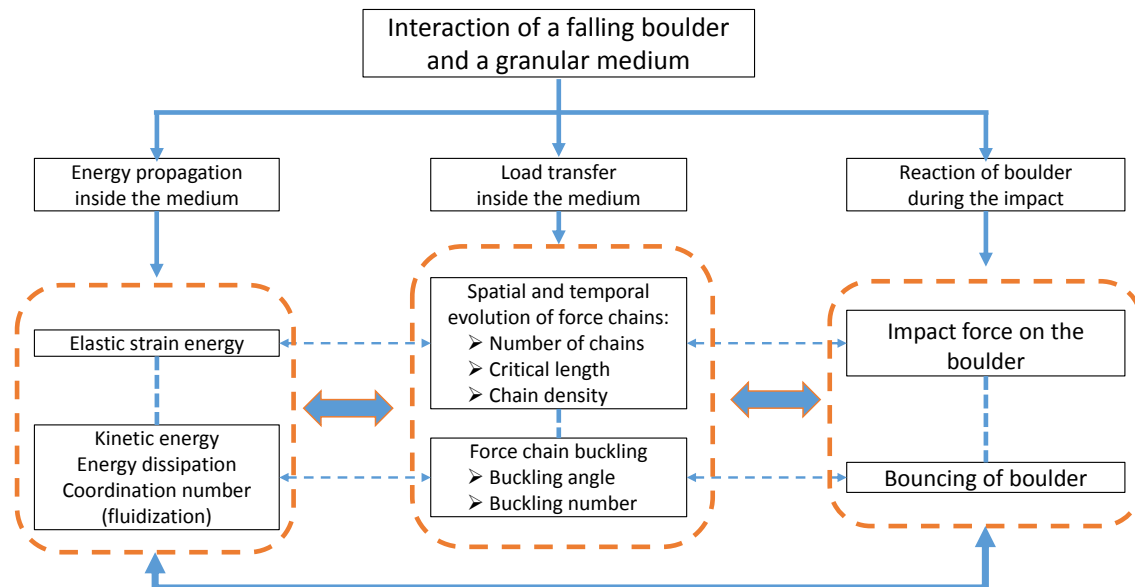 Interaction of a falling boulder
and a granular medium
Energy propagation
inside the medium
Load transfer
inside the medium
Reaction of boulder
during the impact
Elastic strain energy
Kinetic energy
Energy dissipation
Coordination number
(fluidization)
Spatial and temporal
evolution of force chains:
➤ Number of chains
➤ Critical length
➤ Chain density
Force chain buckling
➤ Buckling angle
➤ Buckling number
Impact force on the
boulder
Bouncing of boulder